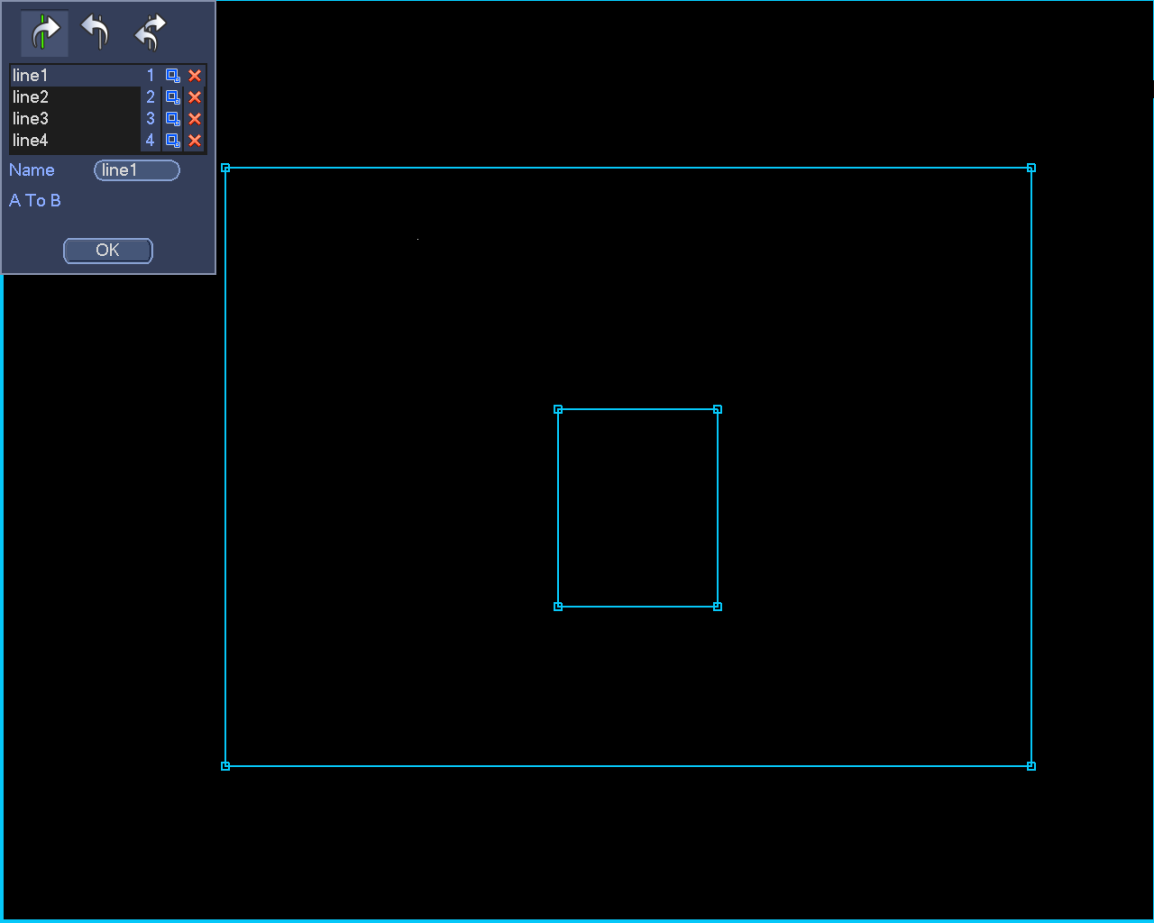 line1 1
line2 2
line3 3
line4 4
Name line1
A To B
OK